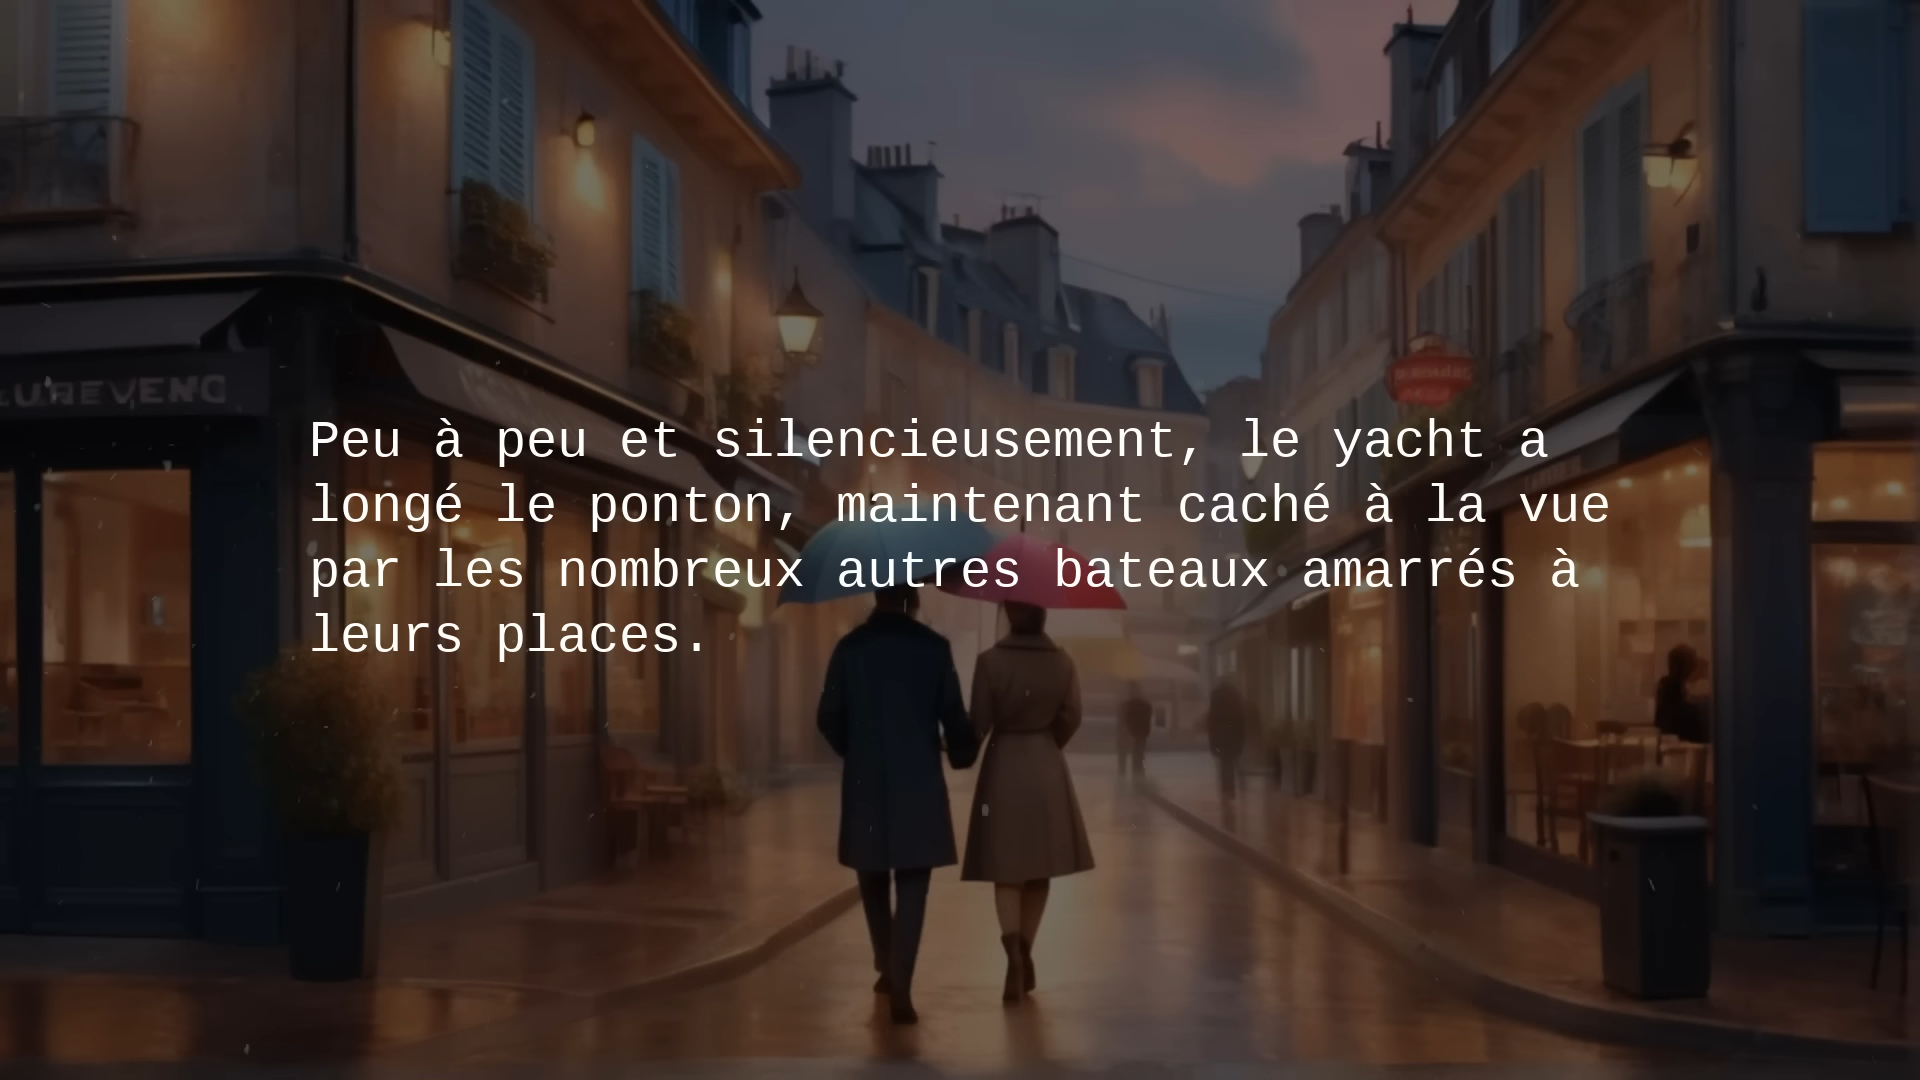 Peu à peu et silencieusement, le yacht a
longé le ponton, maintenant caché à la vue
par les nombreux autres bateaux amarrés à
leurs places.